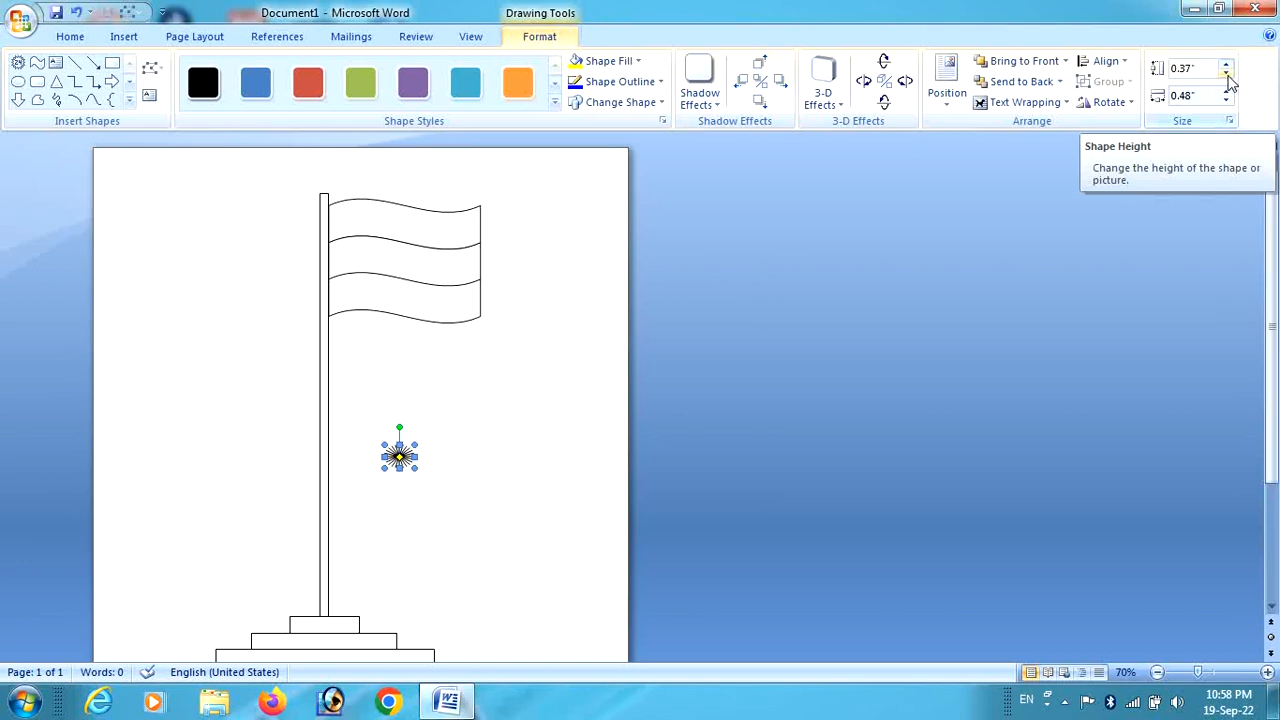 Document1 - Microsoft Word
Drawing Tools
Home
Insert
Page Layout
References
Mailings
Review
View
Format
Insert Shapes
Shape Fill
Shape Outline
Change Shape
Shape Styles
Shadow
Effects
Shadow Effects
3-D
Effects
3-D Effects
Position
Bring to Front
Send to Back
Text Wrapping
Align
Group
Rotate
Arrange
0.37"
0.48"
Size
Shape Height
Change the height of the shape or
picture.
Page: 1 of 1
Words: 0
English (United States)
70%
EN
10:58 PM
19-Sep-22